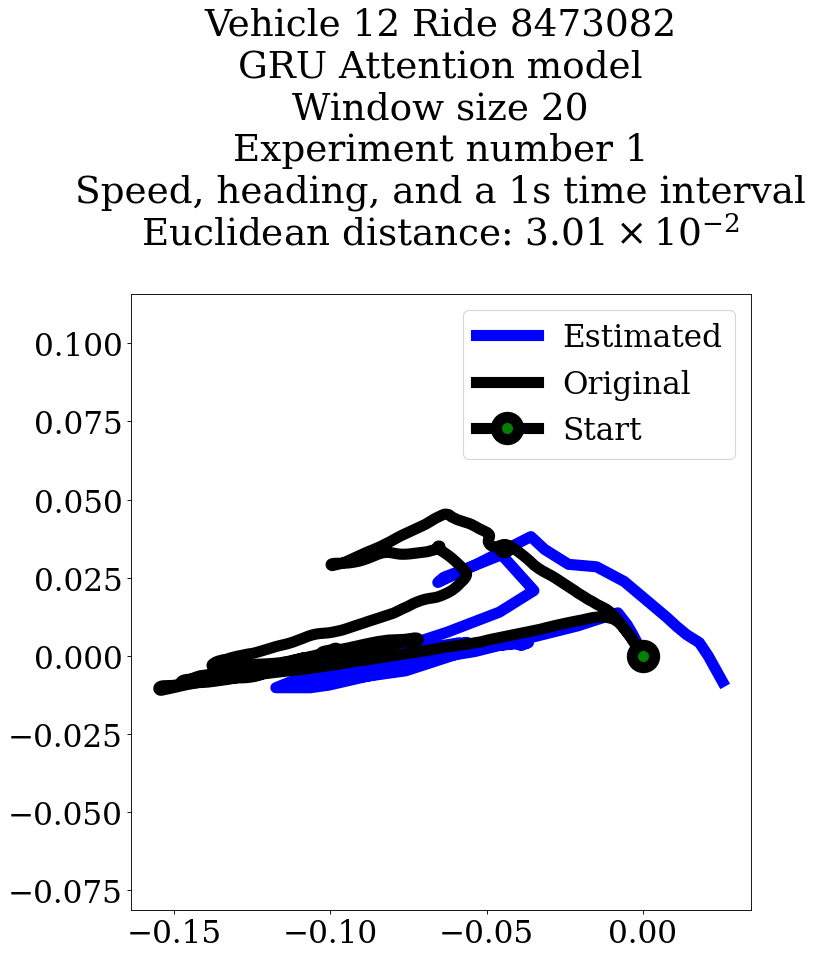 Vehicle 12 Ride 8473082
GRU Attention model
Window size 20
Experiment number 1
Speed, heading, and a 1s time interval
Euclidean distance: 3.01 × 10⁻²
Estimated
Original
Start
0.100
0.075
0.050
0.025
0.000
−0.025
−0.050
−0.075
−0.15 −0.10 −0.05 0.00